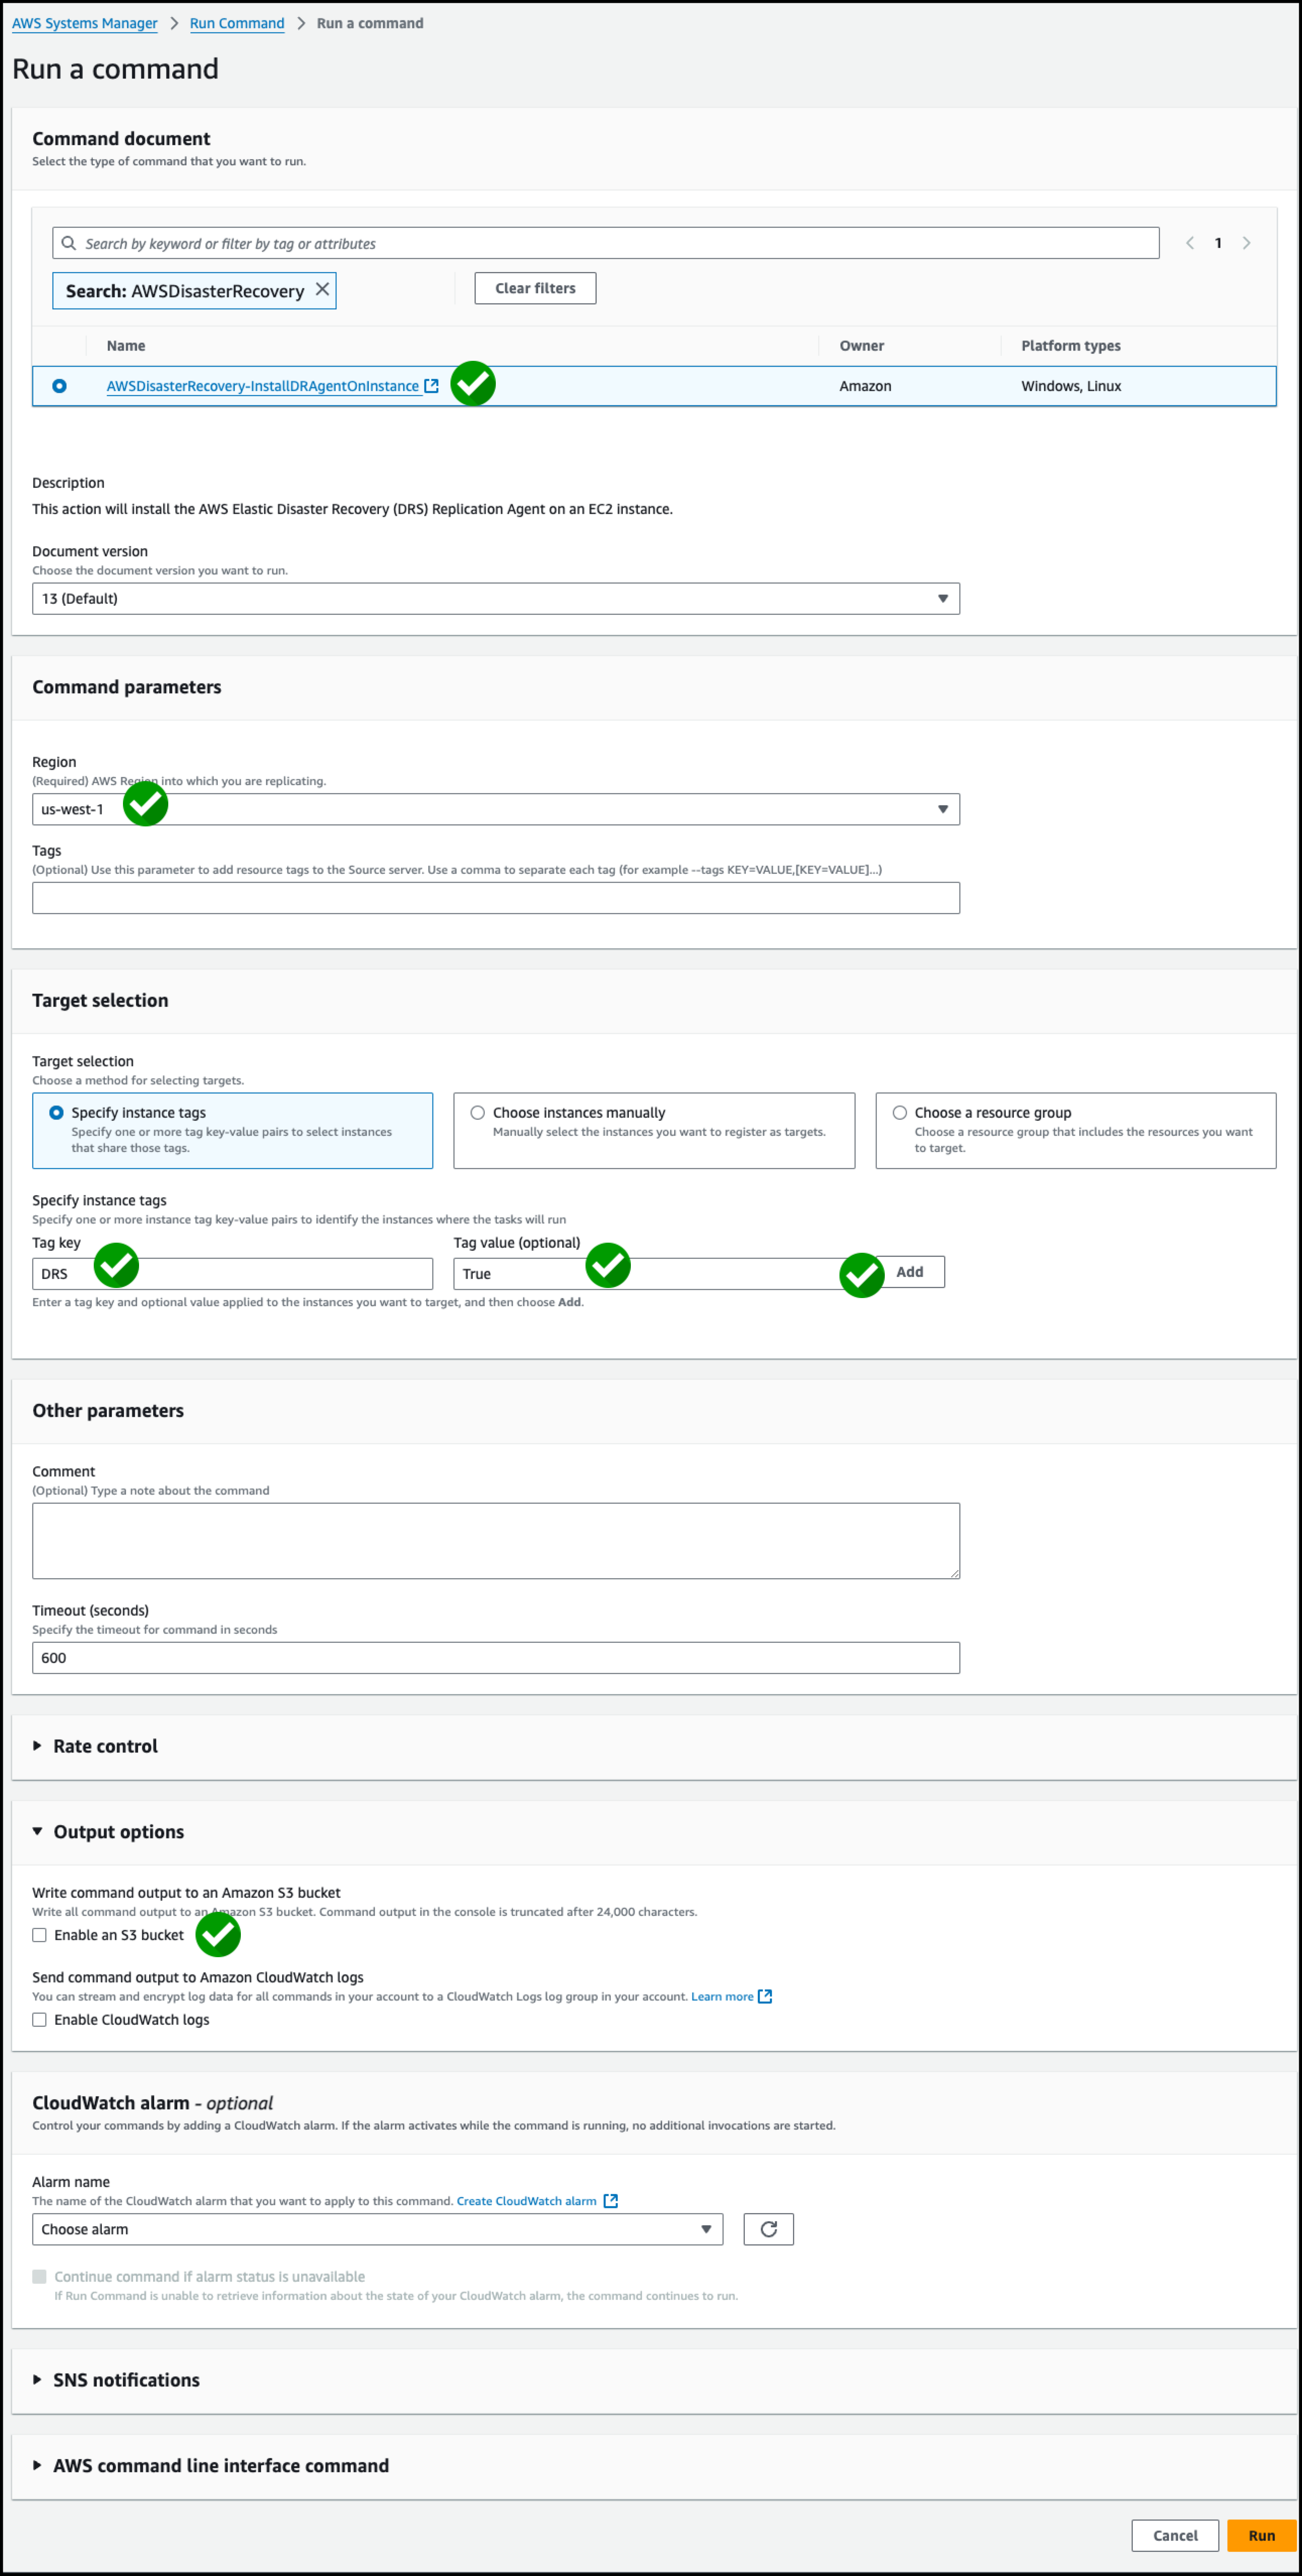 AWS Systems Manager > Run Command > Run a command
Run a command
Command document
Select the type of command that you want to run.
Search by keyword or filter by tag or attributes
1
Search: AWSDisasterRecovery
Clear filters
Name Owner Platform types
AWSDisasterRecovery-InstallDRAgentOnInstance Amazon Windows, Linux
Description
This action will install the AWS Elastic Disaster Recovery (DRS) Replication Agent on an EC2 instance.
Document version
Choose the document version you want to run.
13 (Default)
Command parameters
Region
(Required) AWS Region into which you are replicating.
us-west-1
Tags
(Optional) Use this parameter to add resource tags to the Source server. Use a comma to separate each tag (for example --tags KEY=VALUE,[KEY=VALUE]...)
Target selection
Target selection
Choose a method for selecting targets.
Specify instance tags
Specify one or more tag key-value pairs to select instances
that share those tags.
Choose instances manually
Manually select the instances you want to register as targets.
Choose a resource group
Choose a resource group that includes the resources you want
to target.
Specify instance tags
Specify one or more instance tag key-value pairs to identify the instances where the tasks will run
Tag key Tag value (optional)
DRS True Add
Enter a tag key and optional value applied to the instances you want to target, and then choose Add.
Other parameters
Comment
(Optional) Type a note about the command
Timeout (seconds)
Specify the timeout for command in seconds
600
Rate control
Output options
Write command output to an Amazon S3 bucket
Write all command output to an Amazon S3 bucket. Command output in the console is truncated after 24,000 characters.
Enable an S3 bucket
Send command output to Amazon CloudWatch logs
You can stream and encrypt log data for all commands in your account to a CloudWatch Logs log group in your account. Learn more
Enable CloudWatch logs
CloudWatch alarm - optional
Control your commands by adding a CloudWatch alarm. If the alarm activates while the command is running, no additional invocations are started.
Alarm name
The name of the CloudWatch alarm that you want to apply to this command. Create CloudWatch alarm
Choose alarm
Continue command if alarm status is unavailable
If Run Command is unable to retrieve information about the state of your CloudWatch alarm, the command continues to run.
SNS notifications
AWS command line interface command
Cancel Run